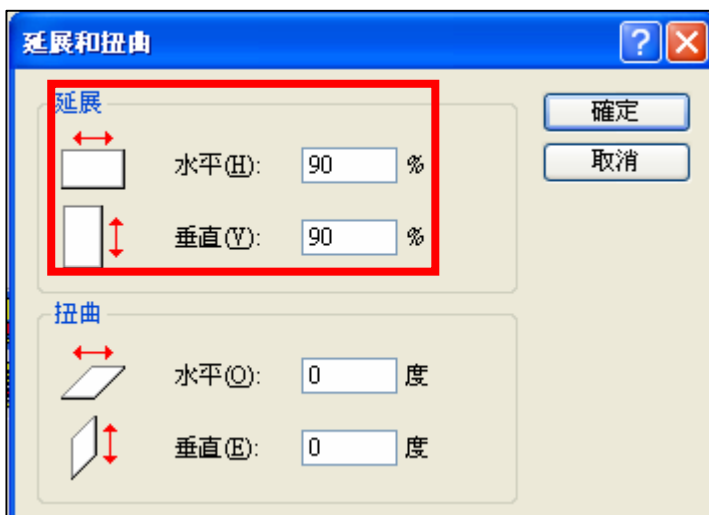 延展和扭曲
延展
確定
水平(H): 90 %
取消
垂直(V): 90 %
扭曲
水平(O): 0 度
垂直(E): 0 度